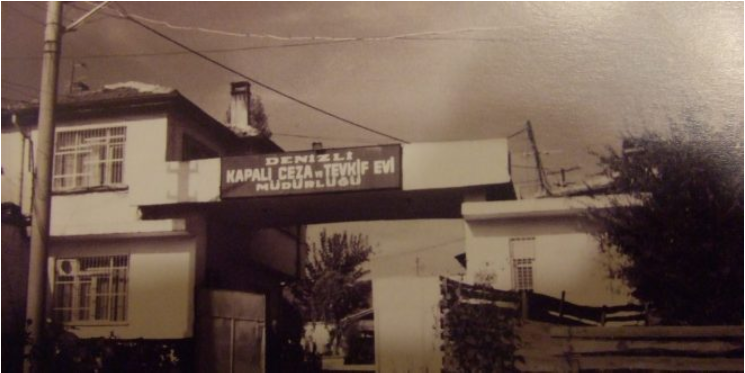 DENİZLİ
KAPALI CEZA ve TEVKİF EVİ
MÜDÜRLÜĞÜ